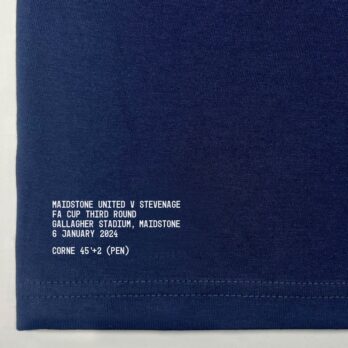 MAIDSTONE UNITED V STEVENAGE
FA CUP THIRD ROUND
GALLAGHER STADIUM, MAIDSTONE
6 JANUARY 2024
CORNE 45'+2 (PEN)